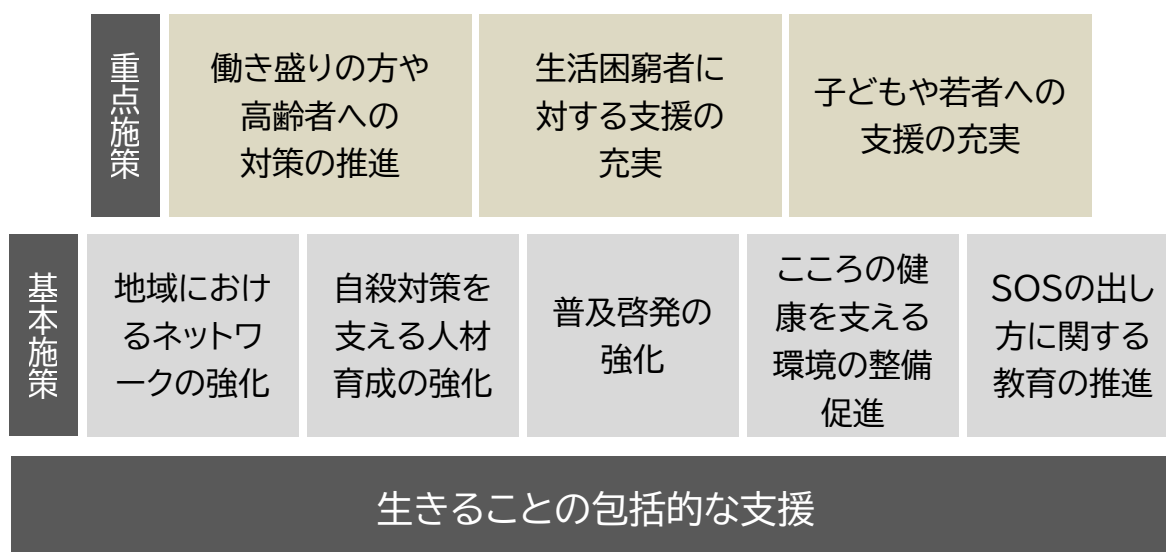 重点施策
働き盛りの方や
高齢者への
対策の推進
生活困窮者に
対する支援の
充実
子どもや若者への
支援の充実
基本施策
地域におけ
るネットワ
ークの強化
自殺対策を
支える人材
育成の強化
普及啓発の
強化
こころの健
康を支える
環境の整備
促進
SOSの出し
方に関する
教育の推進
生きることの包括的な支援